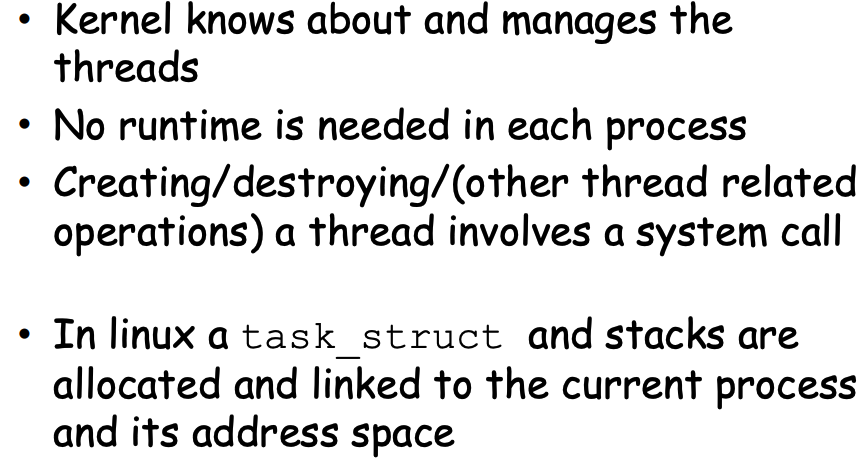 • Kernel knows about and manages the
threads
• No runtime is needed in each process
• Creating/destroying/(other thread related
operations) a thread involves a system call
• In linux a task_struct and stacks are
allocated and linked to the current process
and its address space